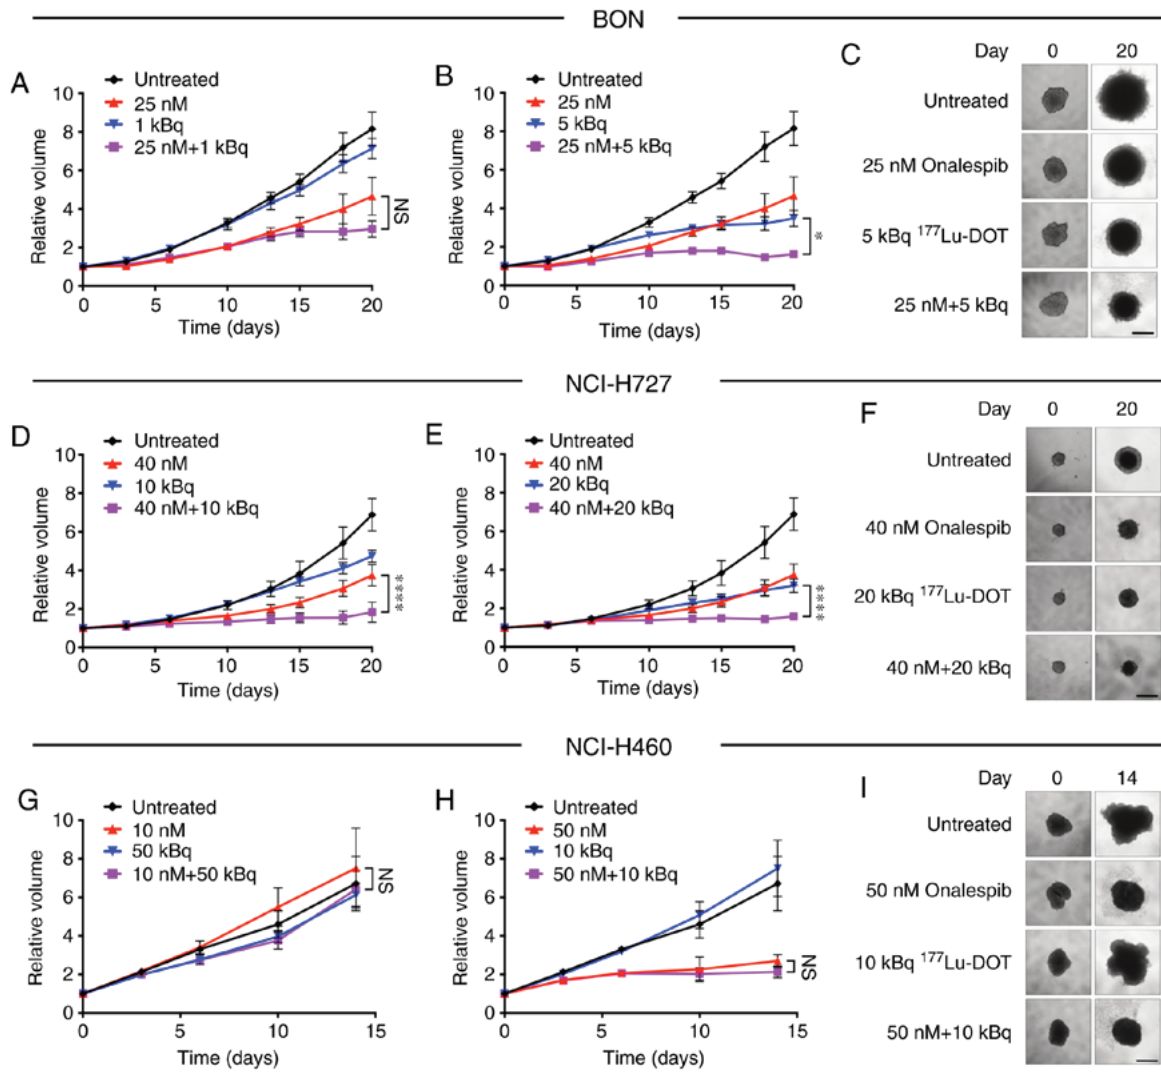 BON
A
Untreated
25 nM
1 kBq
25 nM+1 kBq
Relative volume
10
8
6
4
2
0
NS
0 5 10 15 20
Time (days)
B
Untreated
25 nM
5 kBq
25 nM+5 kBq
Relative volume
10
8
6
4
2
0
*
0 5 10 15 20
Time (days)
C
Day 0 20
Untreated
25 nM Onalespib
5 kBq ¹⁷⁷Lu-DOT
25 nM+5 kBq
NCI-H727
D
Untreated
40 nM
10 kBq
40 nM+10 kBq
Relative volume
10
8
6
4
2
0
****
0 5 10 15 20
Time (days)
E
Untreated
40 nM
20 kBq
40 nM+20 kBq
Relative volume
10
8
6
4
2
0
****
0 5 10 15 20
Time (days)
F
Day 0 20
Untreated
40 nM Onalespib
20 kBq ¹⁷⁷Lu-DOT
40 nM+20 kBq
NCI-H460
G
Untreated
10 nM
50 kBq
10 nM+50 kBq
Relative volume
10
8
6
4
2
0
NS
0 5 10 15
Time (days)
H
Untreated
50 nM
10 kBq
50 nM+10 kBq
Relative volume
10
8
6
4
2
0
NS
0 5 10 15
Time (days)
I
Day 0 14
Untreated
50 nM Onalespib
10 kBq ¹⁷⁷Lu-DOT
50 nM+10 kBq